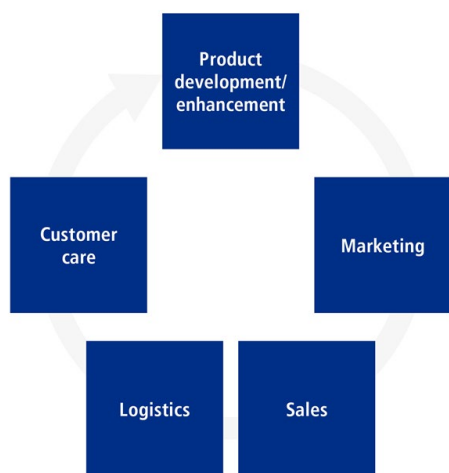 Product
development/
enhancement
Customer
care
Marketing
Logistics
Sales